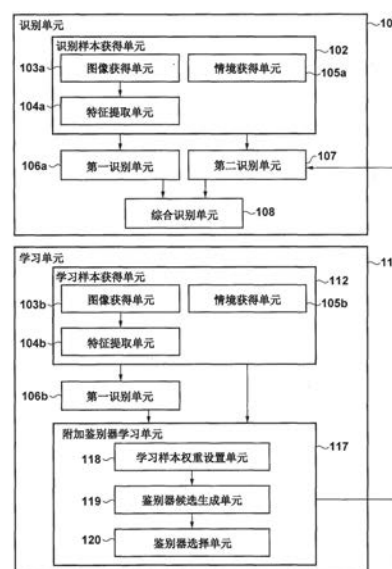 识别单元
10
识别样本获得单元
102
103a
图像获得单元
情境获得单元
105a
104a
特征提取单元
106a
第一识别单元
第二识别单元
107
综合识别单元
108
学习单元
11
学习样本获得单元
112
103b
图像获得单元
情境获得单元
105b
104b
特征提取单元
106b
第一识别单元
附加鉴别器学习单元
117
118
学习样本权重设置单元
119
鉴别器候选生成单元
120
鉴别器选择单元